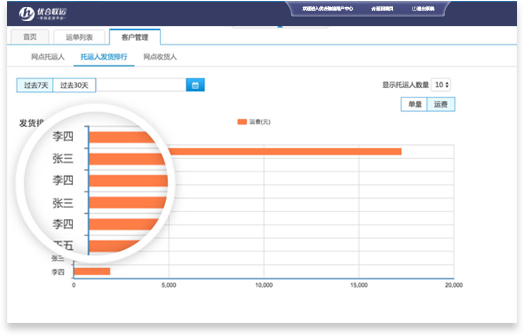 优合联运
首页
运单列表
客户管理
网点托运人
托运人发货排行
网点收货人
过去7天
过去30天
显示托运人数量
10
单量
运费
发货排
运费(元)
李四
张三
李四
张三
李四
王五
张三
李四
0
5,000
10,000
15,000
20,000